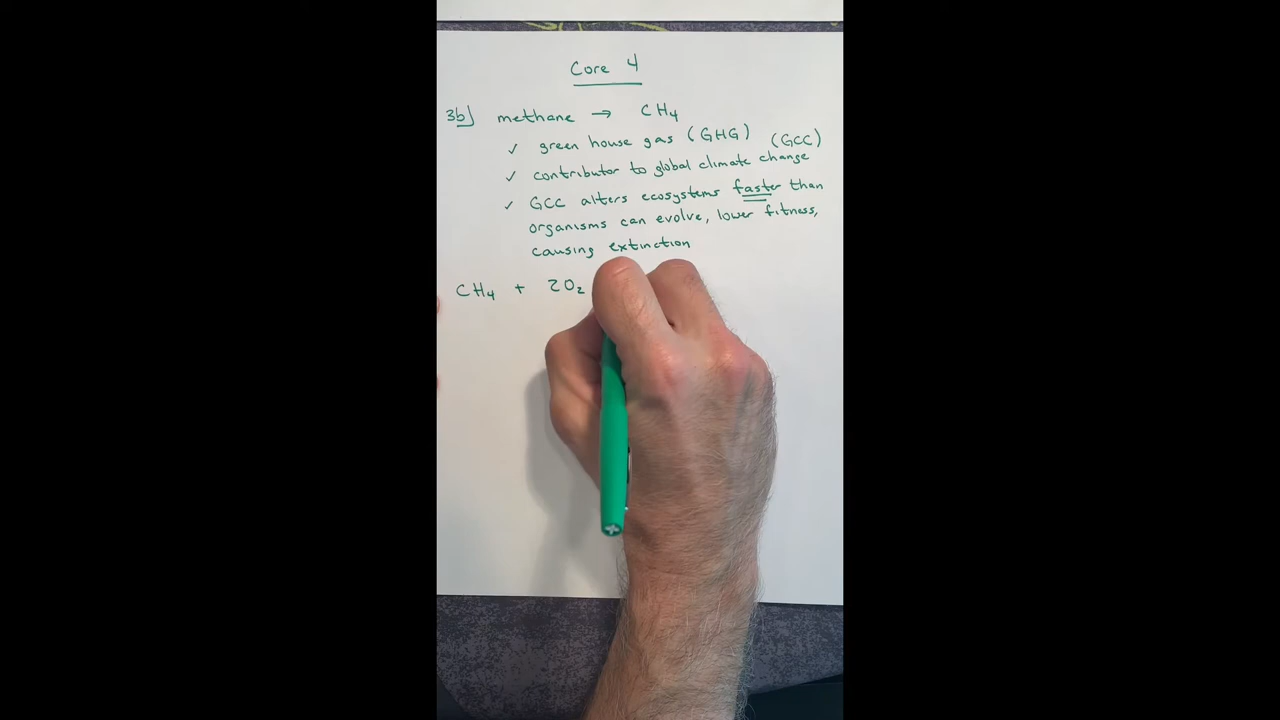 Core 4
3b) methane → CH4
✓ green house gas (GHG) (GCC)
✓ contributor to global climate change
✓ GCC alters ecosystems faster than
organisms can evolve, lower fitness,
causing extinction
CH4 + 2O2